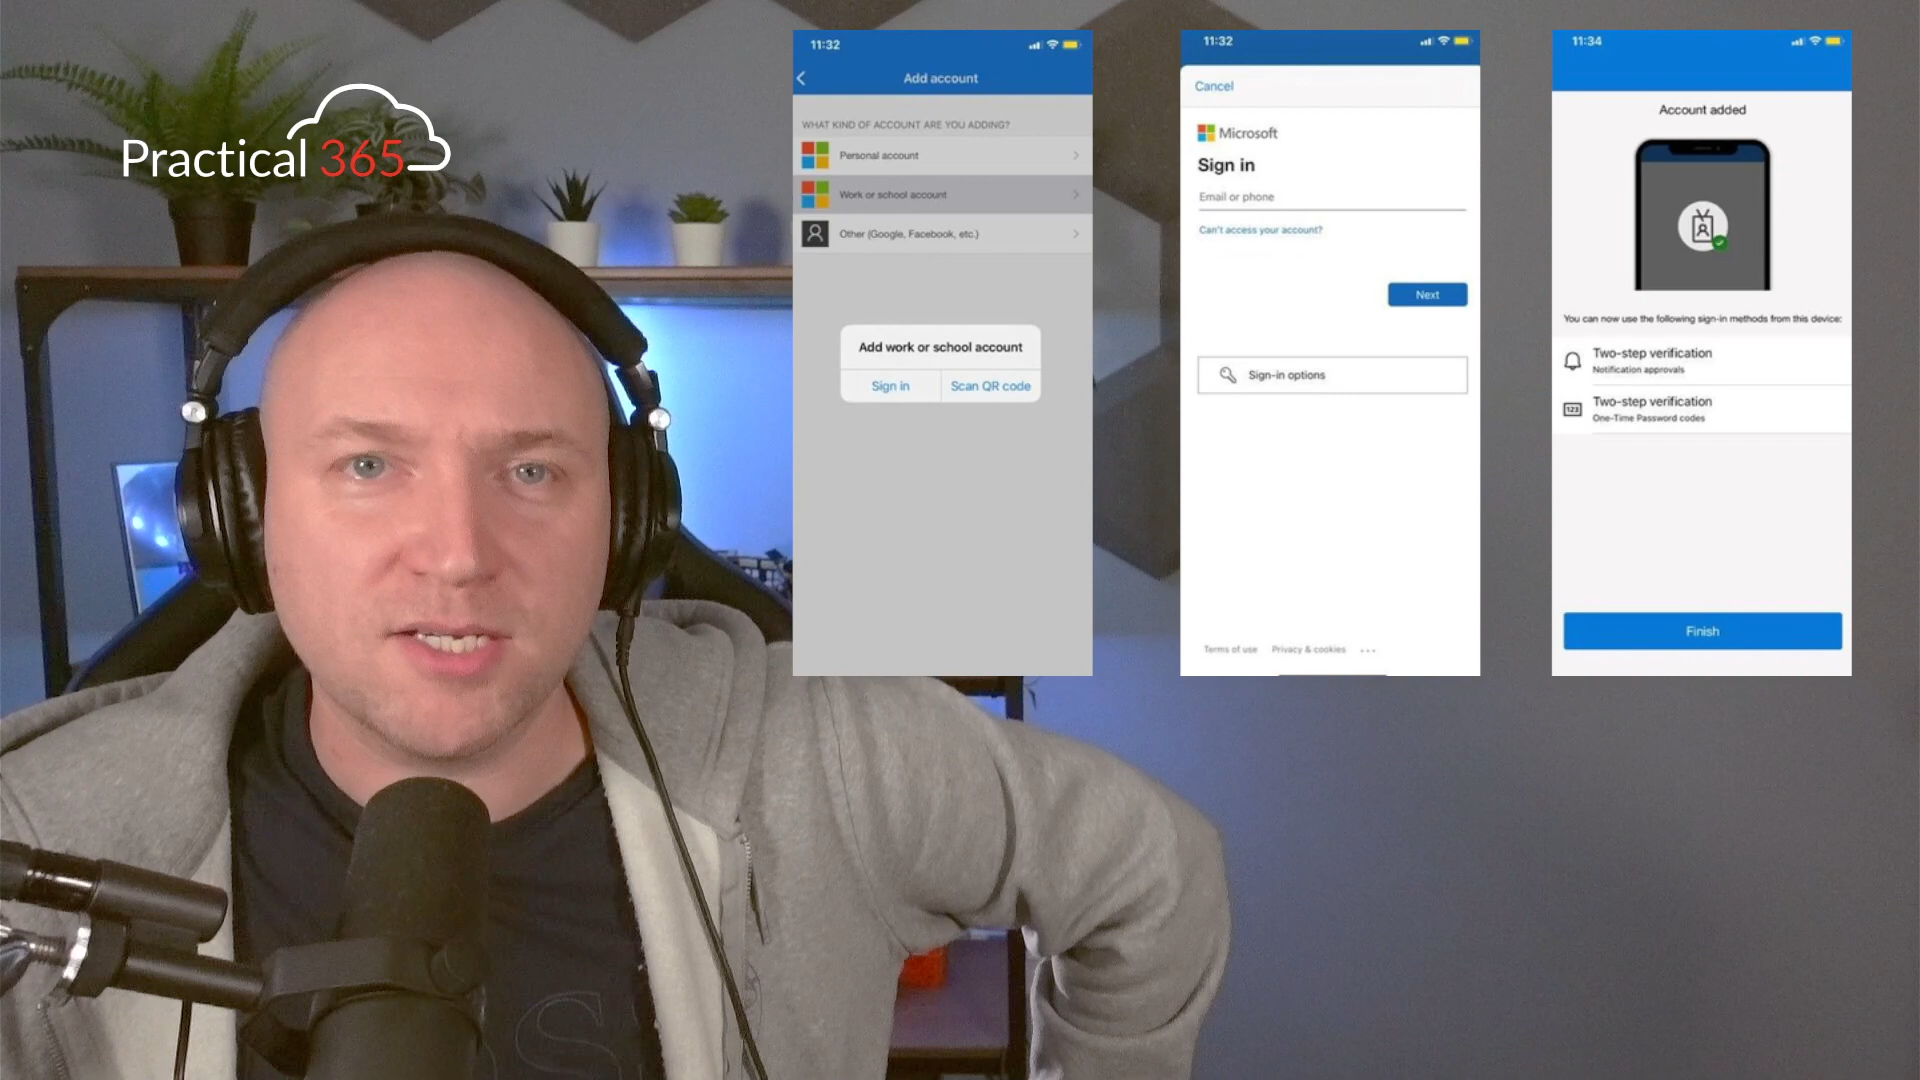 Practical 365
11:32
Add account
WHAT KIND OF ACCOUNT ARE YOU ADDING?
Personal account
Work or school account
Other (Google, Facebook, etc.)
Add work or school account
Sign in
Scan QR code
11:32
Cancel
Microsoft
Sign in
Email or phone
Can't access your account?
Next
Sign-in options
Terms of use
Privacy & cookies
...
11:34
Account added
You can now use the following sign-in methods from this device:
Two-step verification
Notification approvals
123
Two-step verification
One-Time Password codes
Finish